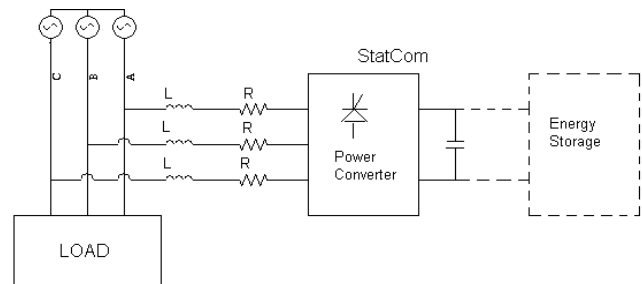 StatCom
C
B
A
L
R
L
R
L
R
Power
Converter
Energy
Storage
LOAD